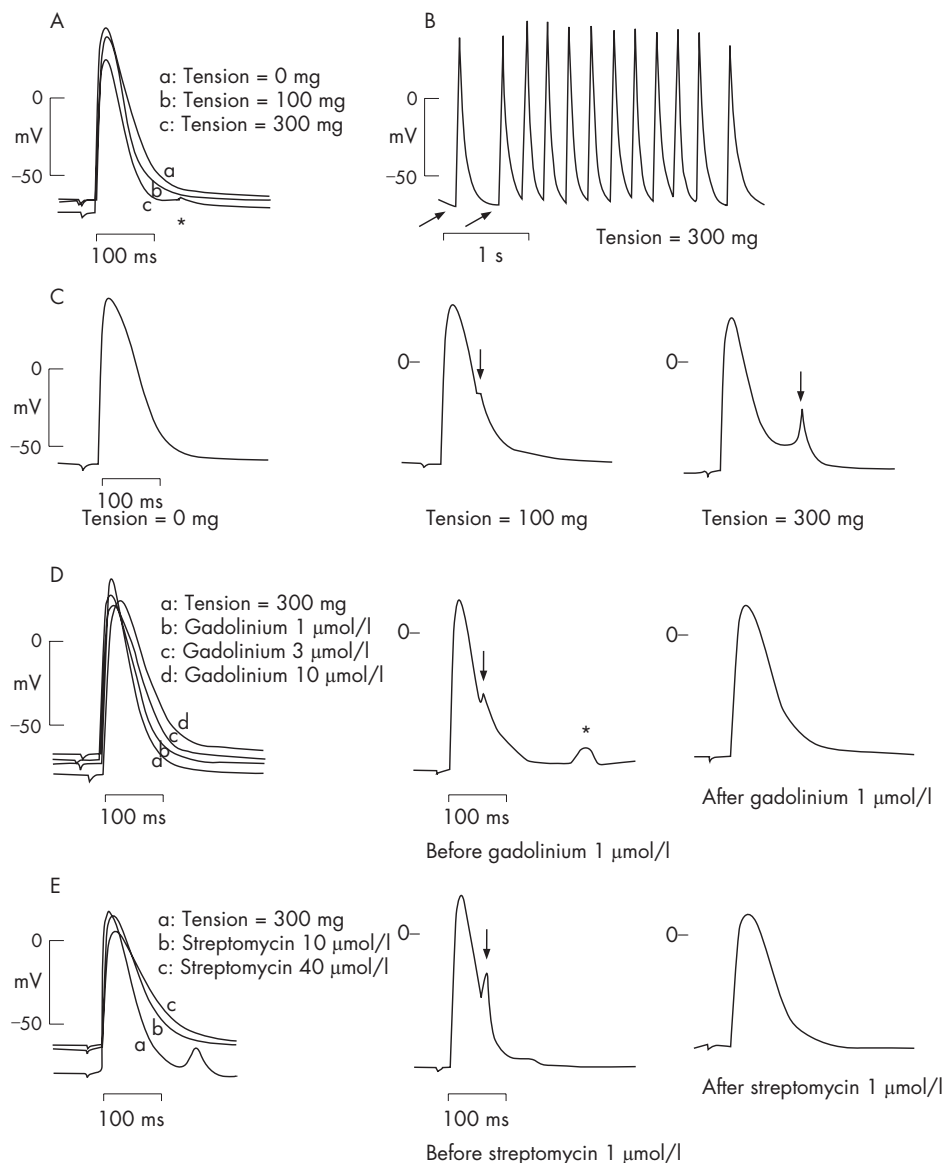 A
a: Tension = 0 mg
b: Tension = 100 mg
c: Tension = 300 mg
0
mV
−50
a
b
c
*
100 ms
B
0
mV
−50
1 s
Tension = 300 mg
C
0
mV
−50
100 ms
Tension = 0 mg
0–
Tension = 100 mg
0–
Tension = 300 mg
D
a: Tension = 300 mg
b: Gadolinium 1 μmol/l
c: Gadolinium 3 μmol/l
d: Gadolinium 10 μmol/l
0
mV
−50
d
c
b
a
100 ms
0–
*
100 ms
Before gadolinium 1 μmol/l
0–
After gadolinium 1 μmol/l
E
a: Tension = 300 mg
b: Streptomycin 10 μmol/l
c: Streptomycin 40 μmol/l
0
mV
−50
c
b
a
100 ms
0–
100 ms
Before streptomycin 1 μmol/l
0–
After streptomycin 1 μmol/l